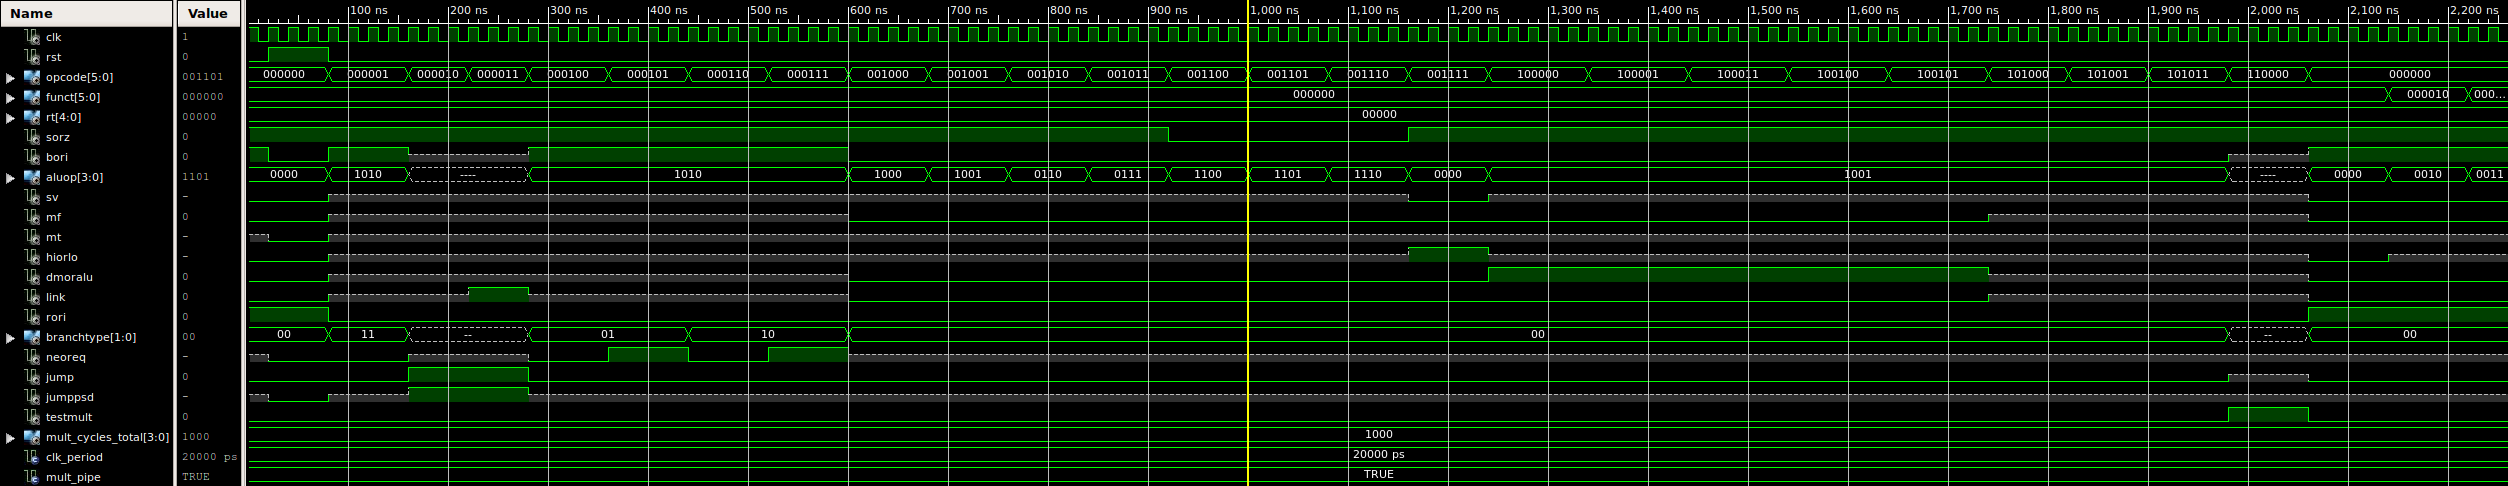 Name Value 100 ns 200 ns 300 ns 400 ns 500 ns 600 ns 700 ns 800 ns 900 ns 1,000 ns 1,100 ns 1,200 ns 1,300 ns 1,400 ns 1,500 ns 1,600 ns 1,700 ns 1,800 ns 1,900 ns 2,000 ns 2,100 ns 2,200 ns
clk 1
rst 0
opcode[5:0] 001101 000000 000001 000010 000011 000100 000101 000110 000111 001000 001001 001010 001011 001100 001101 001110 001111 100000 100001 100011 100100 100101 101000 101001 101011 110000 000000
funct[5:0] 000000 000000 000010 000...
rt[4:0] 00000 00000
sorz 0
bori 0
aluop[3:0] 1101 0000 1010 ---- 1010 1000 1001 0110 0111 1100 1101 1110 0000 1001 ---- 0000 0010 0011
sv -
mf 0
mt -
hiorlo -
dmoralu 0
link 0
rori 0
branchtype[1:0] 00 00 11 -- 01 10 00 -- 00
neoreq -
jump 0
jumppsd -
testmult 0
mult_cycles_total[3:0] 1000 1000
clk_period 20000 ps 20000 ps
mult_pipe TRUE TRUE